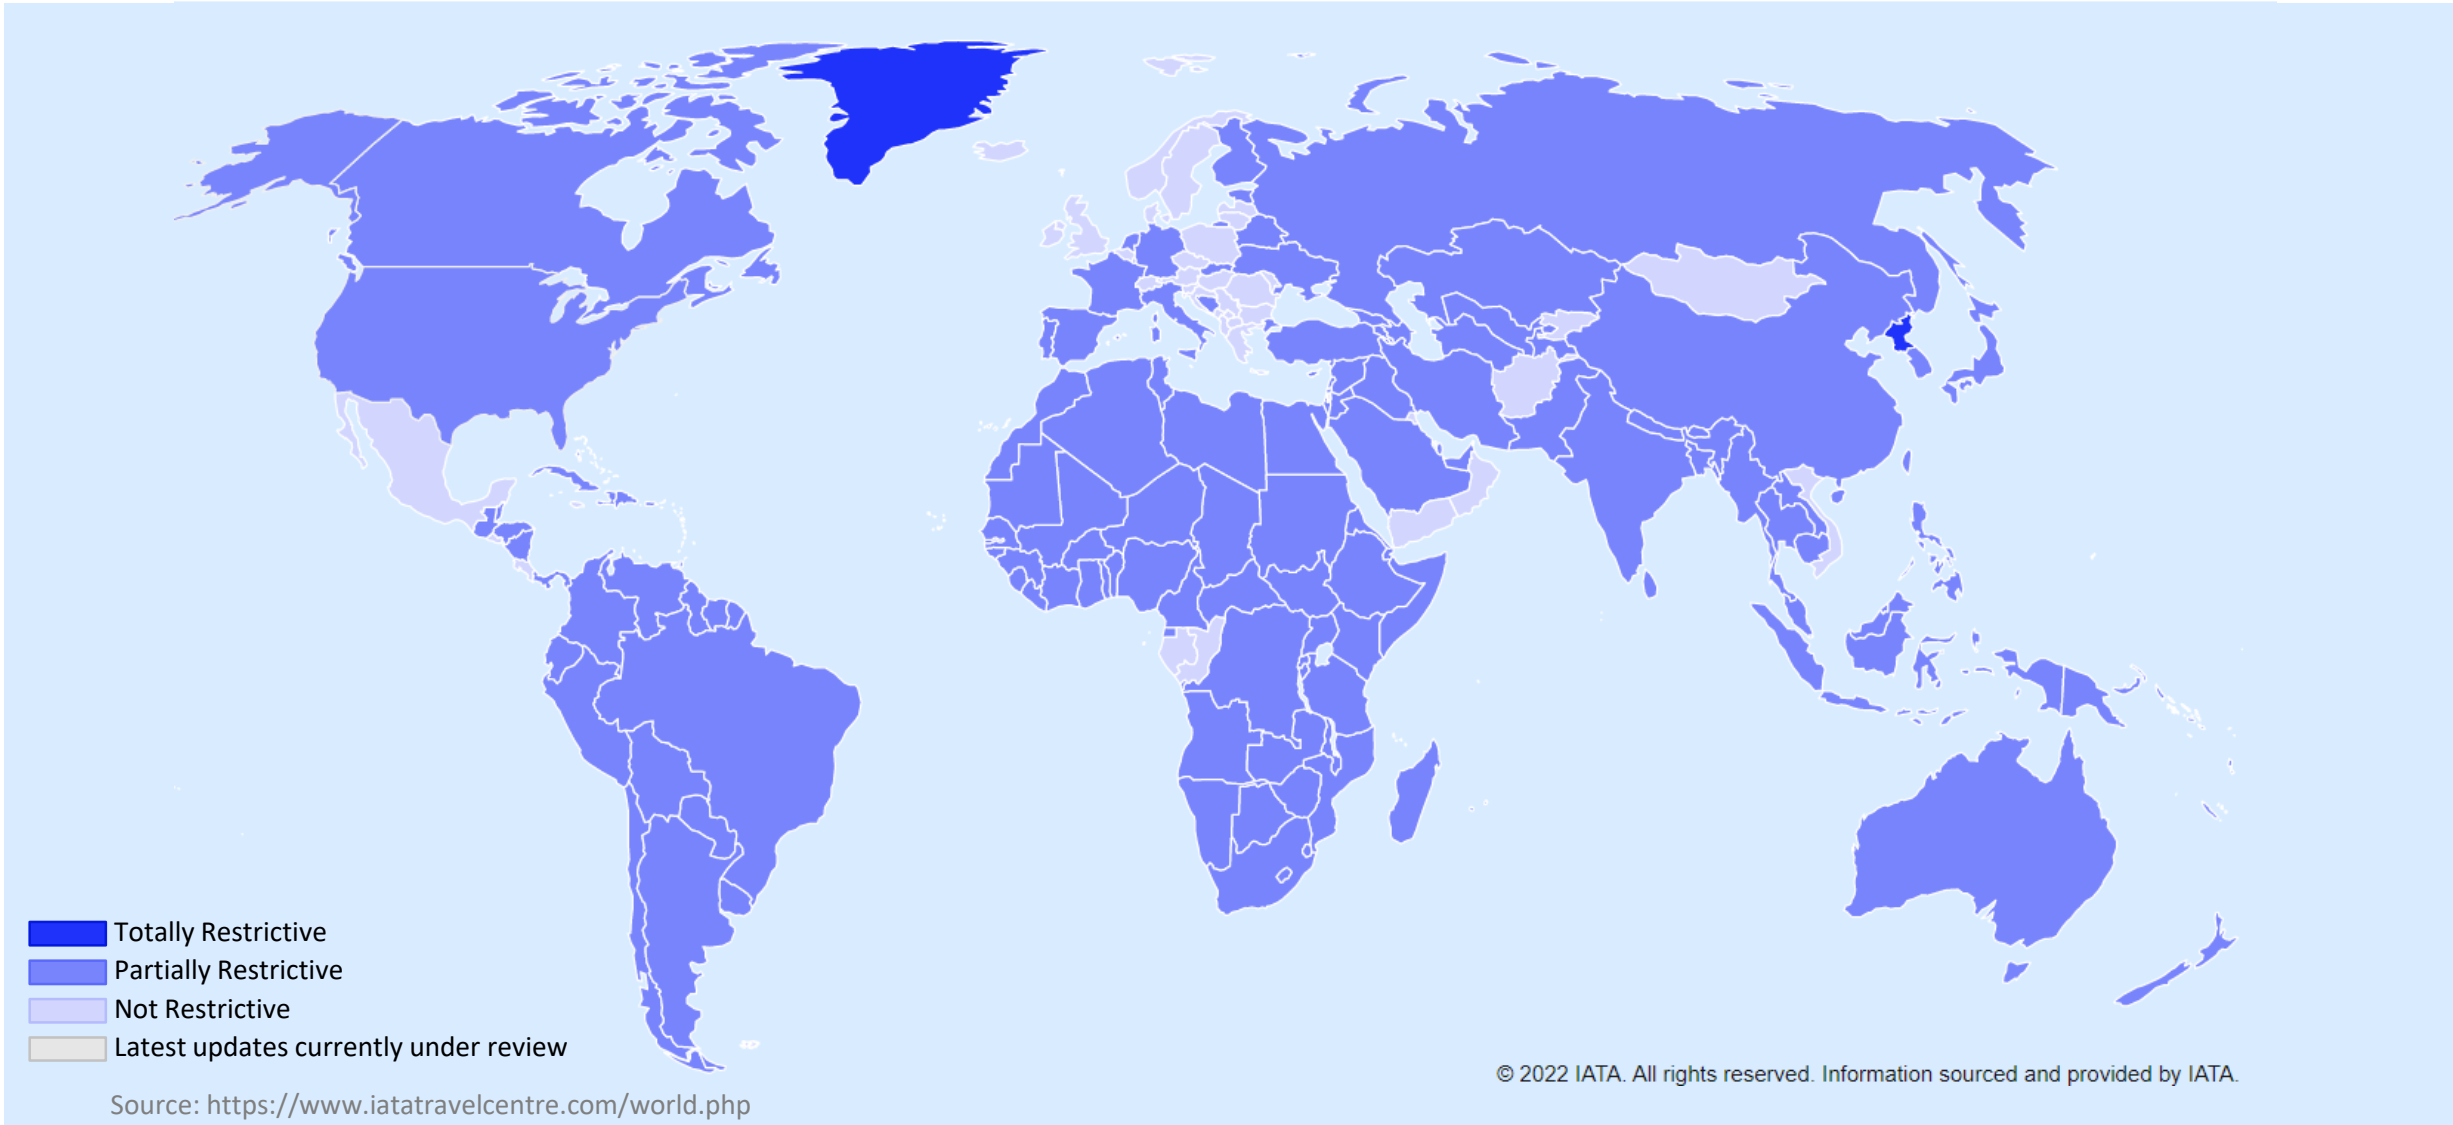 Totally Restrictive
Partially Restrictive
Not Restrictive
Latest updates currently under review
© 2022 IATA. All rights reserved. Information sourced and provided by IATA.
Source: https://www.iatatravelcentre.com/world.php